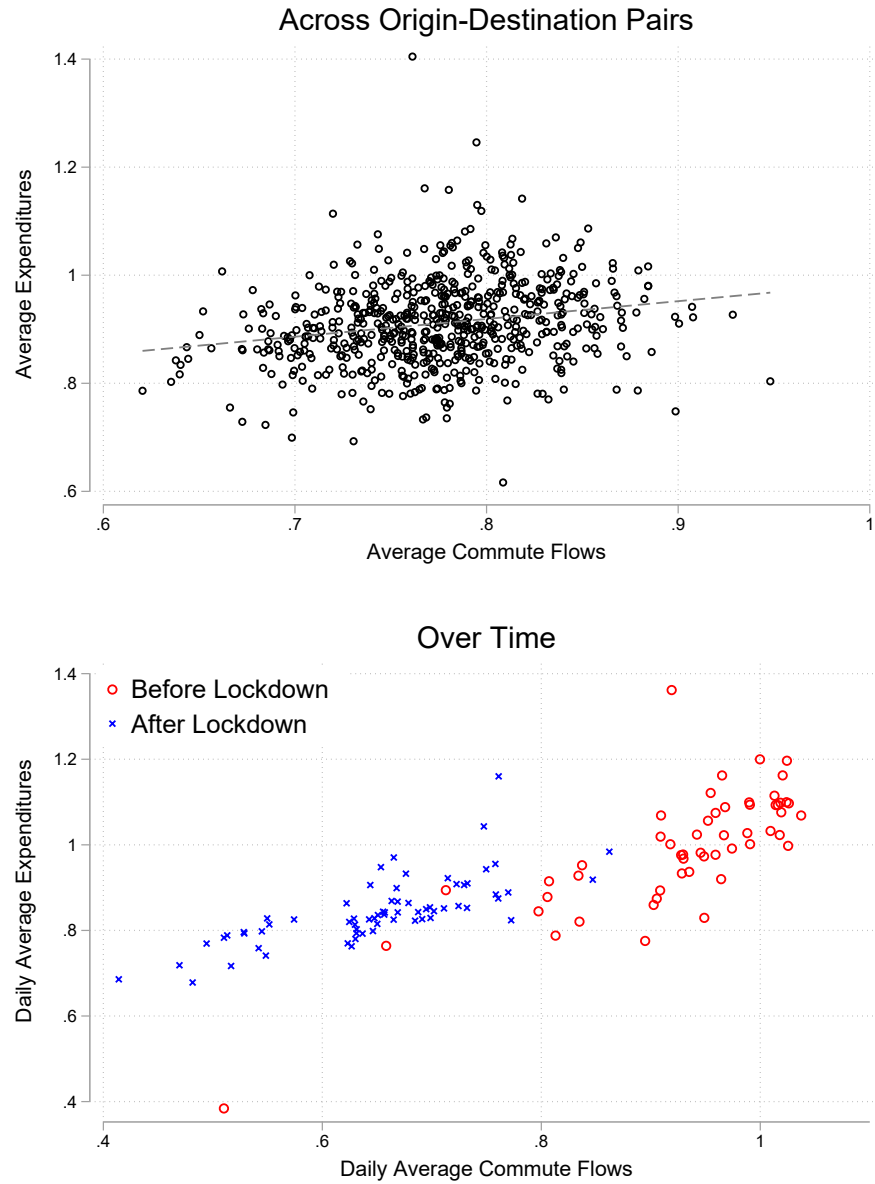 Across Origin-Destination Pairs
1.4
1.2
1
.8
.6
Average Expenditures
.6 .7 .8 .9 1
Average Commute Flows
Over Time
Before Lockdown
After Lockdown
1.4
1.2
1
.8
.6
.4
Daily Average Expenditures
.4 .6 .8 1
Daily Average Commute Flows